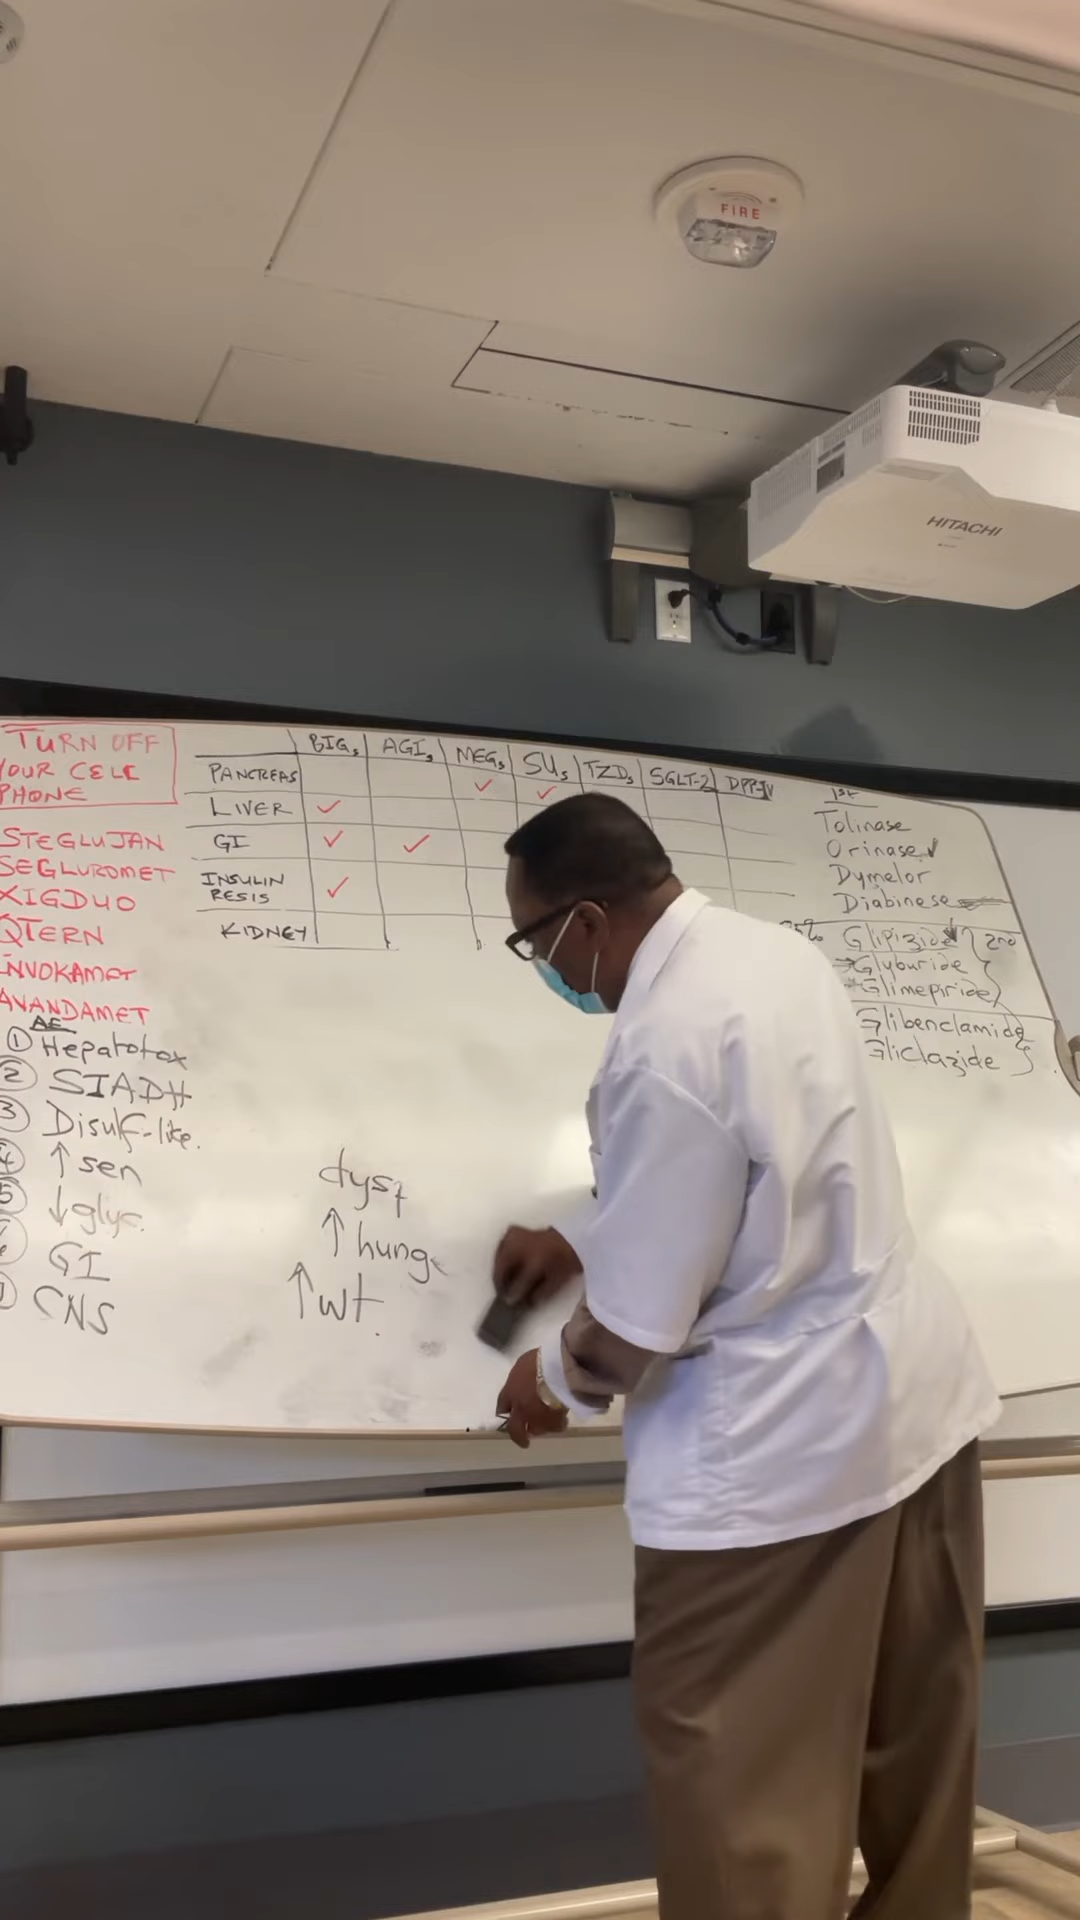 FIRE
HITACHI
TURN OFF
YOUR CELL
PHONE
STEGLUJAN
SEGLUROMET
XIGDUO
QTERN
INVOKAMET
AVANDAMET
AE
① Hepatotox
② SIADH
③ Disulf-like.
④ ↑ sen
⑤ ↓ glyc.
GI
CNS
BIGs AGIs MEGs SUs TZDs SGLT-2 DPP-IV
PANCREAS ✓ ✓
LIVER ✓
GI ✓ ✓
INSULIN
RESIS ✓
KIDNEY
↑ hung
↑ wt.
1st
Tolinase
Orinase ✓
Dymelor
Diabinese
Glipizide 2nd
→ Glyburide
Glimepiride
Glibenclamide
Gliclazide